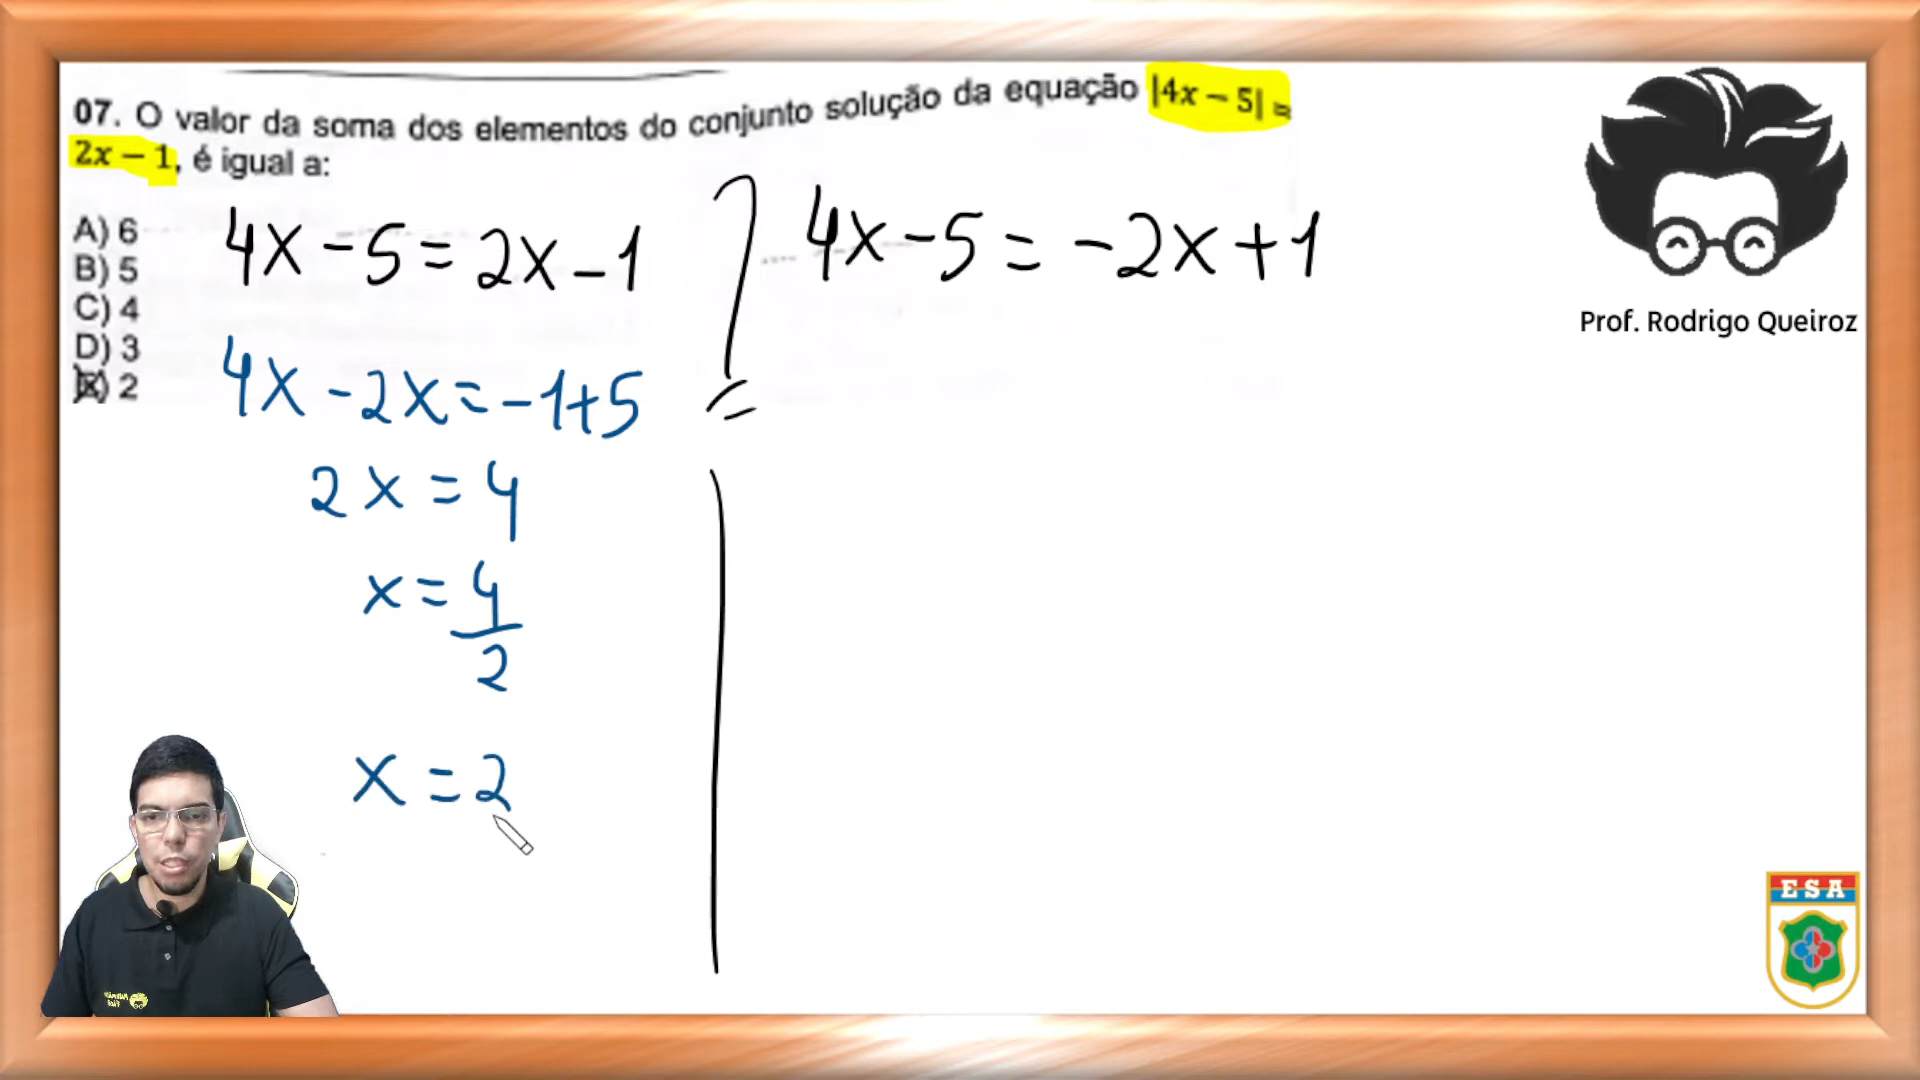 07. O valor da soma dos elementos do conjunto solução da equação |4x – 5| =
2x – 1, é igual a:
A) 6
B) 5
C) 4
D) 3
2
4x - 5 = 2x - 1
4x - 2x = -1 + 5
2x = 4
x = 4
2
x = 2
4x - 5 = -2x + 1
Prof. Rodrigo Queiroz
ESA